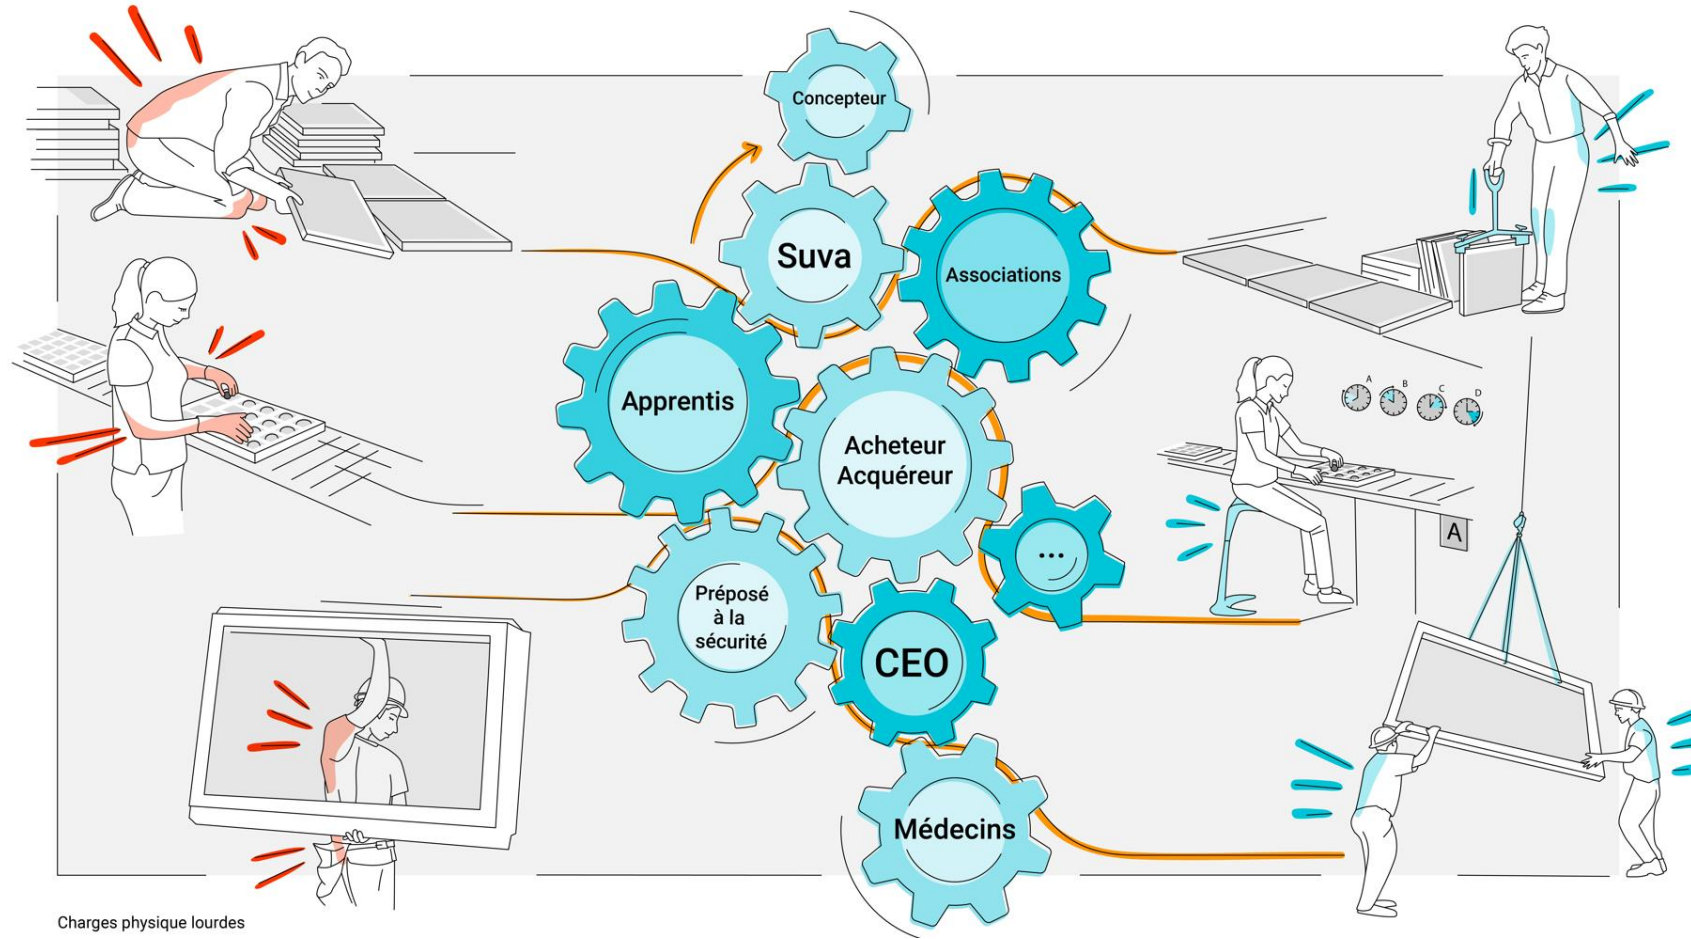 Concepteur
Suva
Associations
Apprentis
Acheteur
Acquéreur
A
B
C
D
...
A
Préposé
à la
sécurité
CEO
Médecins
Charges physique lourdes